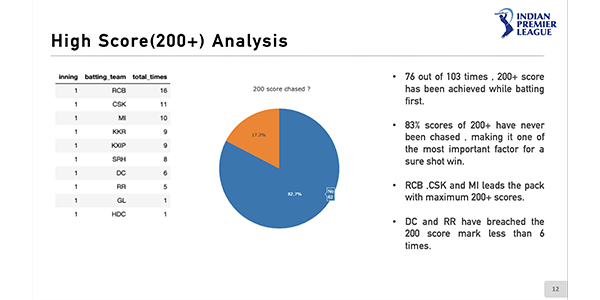 INDIAN
PREMIER
LEAGUE
High Score(200+) Analysis
inning batting_team total_times
1 RCB 16
1 CSK 11
1 MI 10
1 KKR 9
1 KXIP 9
1 SRH 8
1 DC 6
1 RR 5
1 GL 1
1 HDC 1
200 score chased ?
17.3%
82.7%
No
• 76 out of 103 times , 200+ score
has been achieved while batting
first.
• 83% scores of 200+ have never
been chased , making it one of
the most important factor for a
sure shot win.
• RCB ,CSK and MI leads the pack
with maximum 200+ scores.
• DC and RR have breached the
200 score mark less than 6
times.
12